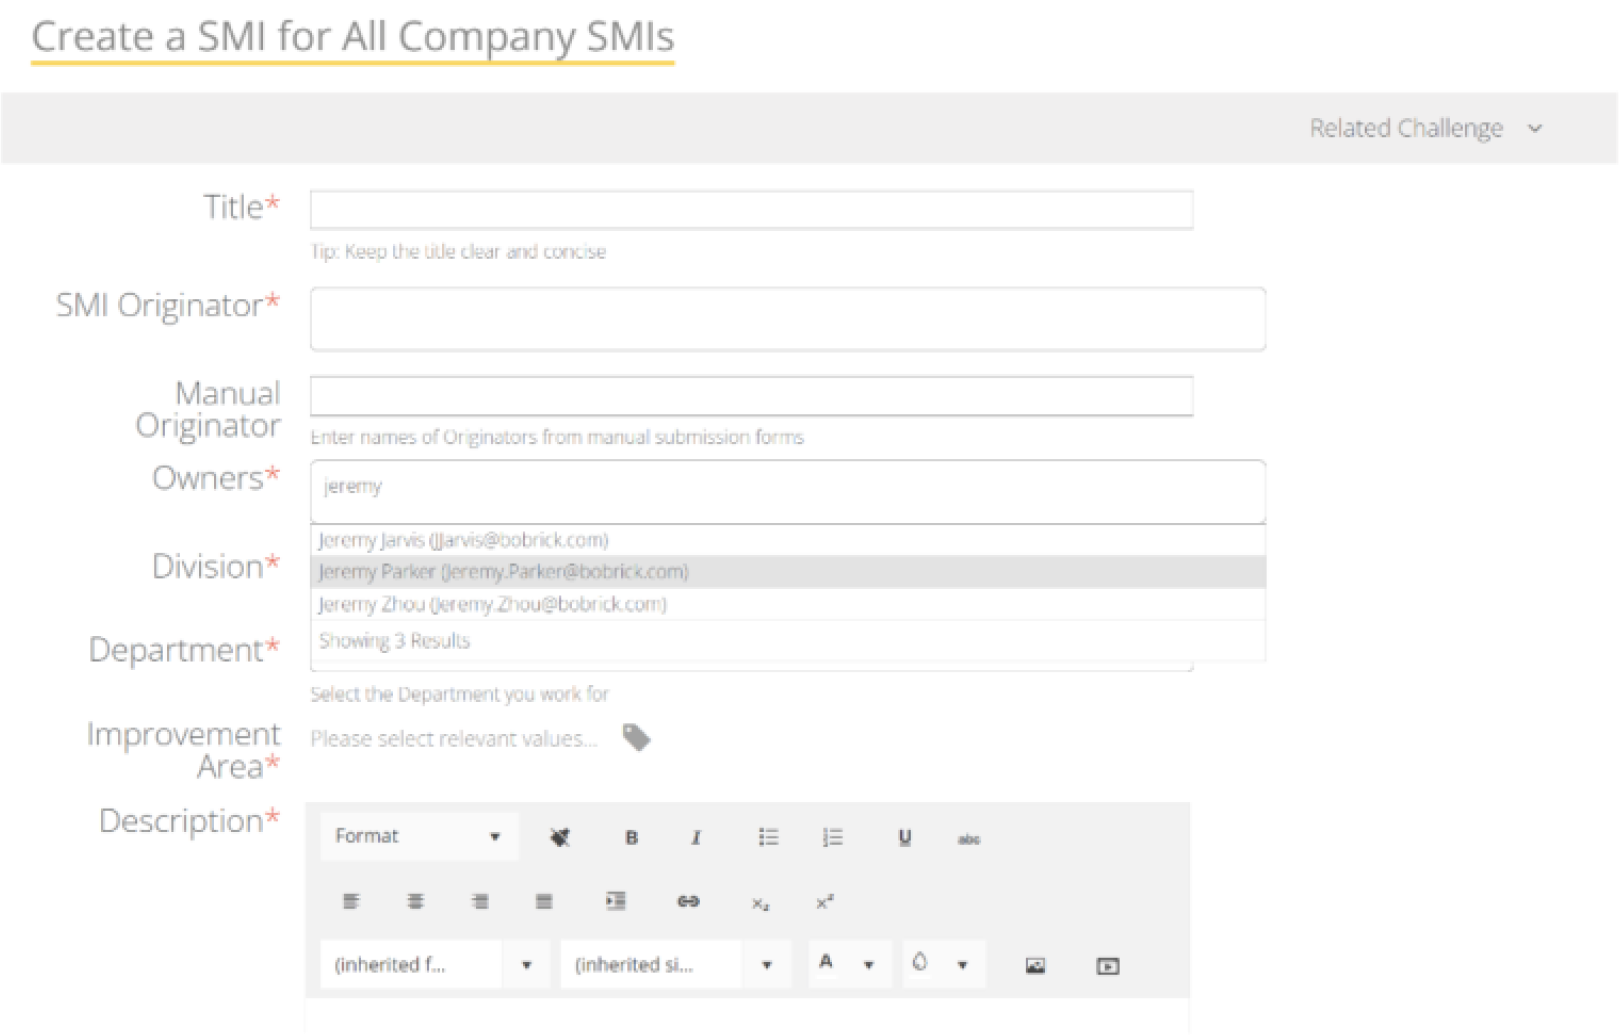 Create a SMI for All Company SMIs
Related Challenge
Title*
Tip: Keep the title clear and concise
SMI Originator*
Manual
Originator
Enter names of Originators from manual submission forms
Owners*
jeremy
Jeremy Jarvis (JJarvis@bobrick.com)
Division*
Jeremy Parker (Jeremy.Parker@bobrick.com)
Jeremy Zhou (Jeremy.Zhou@bobrick.com)
Showing 3 Results
Department*
Select the Department you work for
Improvement
Area*
Please select relevant values...
Description*
Format
B I U abc
x₂ x²
(inherited f... (inherited si... A